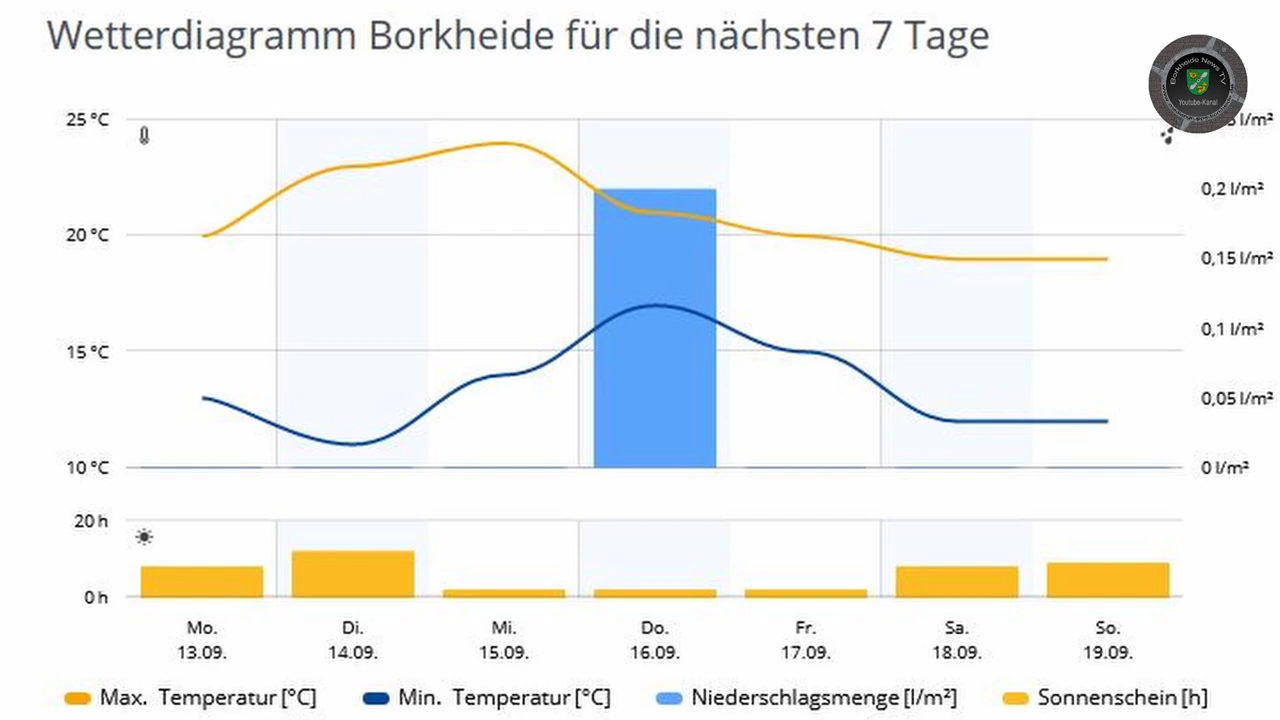 Wetterdiagramm Borkheide für die nächsten 7 Tage
Borkheide News TV
Youtube-Kanal
25 °C
l/m²
20 °C
0,2 l/m²
0,15 l/m²
15 °C
0,1 l/m²
0,05 l/m²
10 °C
0 l/m²
20 h
0 h
Mo. Di. Mi. Do. Fr. Sa. So.
13.09. 14.09. 15.09. 16.09. 17.09. 18.09. 19.09.
Max. Temperatur [°C] Min. Temperatur [°C] Niederschlagsmenge [l/m²] Sonnenschein [h]